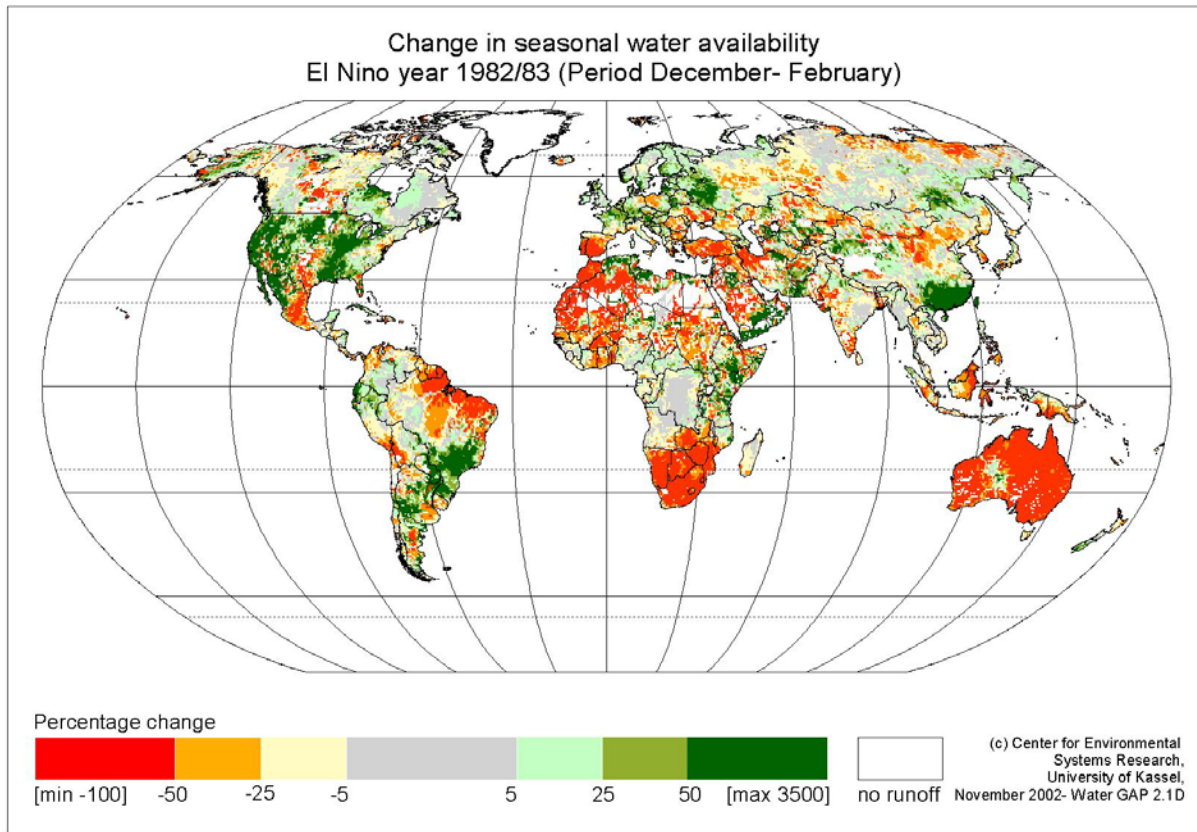 Change in seasonal water availability
El Nino year 1982/83 (Period December- February)
Percentage change
[min -100] -50 -25 -5 5 25 50 [max 3500]
no runoff
(c) Center for Environmental
Systems Research,
University of Kassel,
November 2002- Water GAP 2.1D